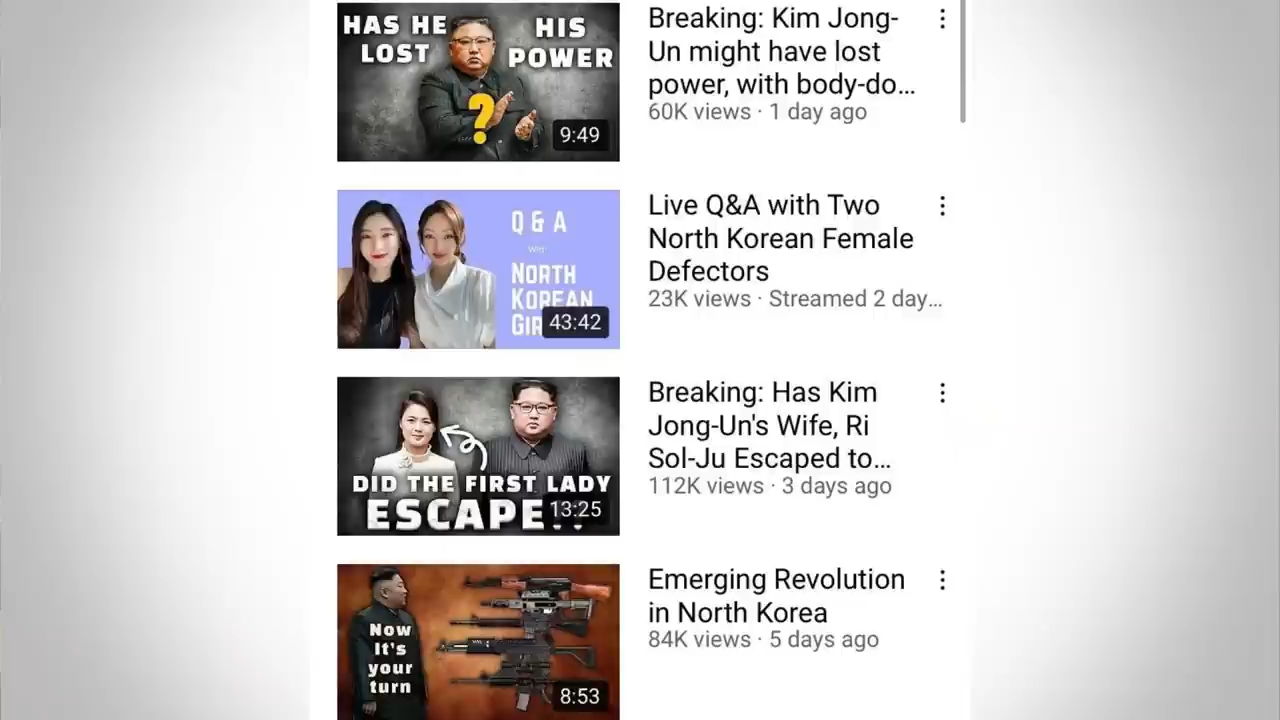 HAS HE
LOST
HIS
POWER
?
9:49
Breaking: Kim Jong-
Un might have lost
power, with body-do...
60K views · 1 day ago
Q & A
With
NORTH
KOREAN
43:42
Live Q&A with Two
North Korean Female
Defectors
23K views · Streamed 2 day...
DID THE FIRST LADY
ESCAPE
13:25
Breaking: Has Kim
Jong-Un's Wife, Ri
Sol-Ju Escaped to...
112K views · 3 days ago
Now
it's
your
turn
8:53
Emerging Revolution
in North Korea
84K views · 5 days ago